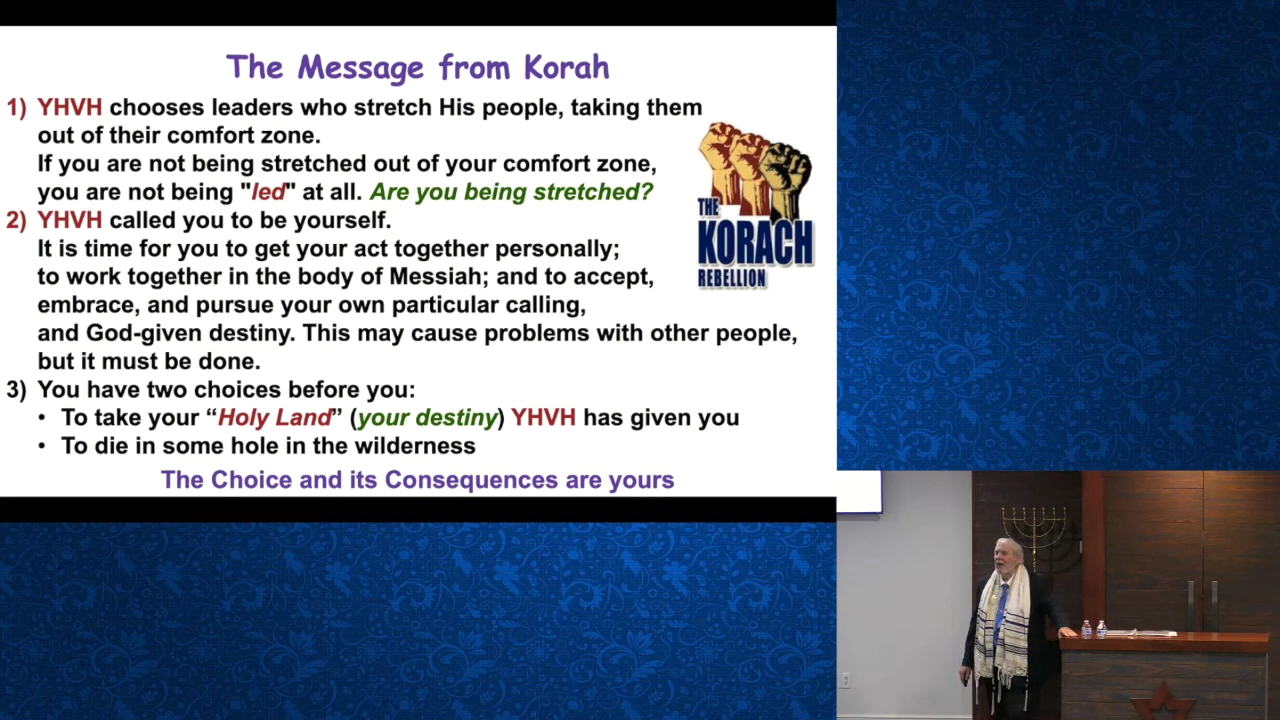 The Message from Korah
1) YHVH chooses leaders who stretch His people, taking them
out of their comfort zone.
If you are not being stretched out of your comfort zone,
you are not being "led" at all. Are you being stretched?
2) YHVH called you to be yourself.
It is time for you to get your act together personally;
to work together in the body of Messiah; and to accept,
embrace, and pursue your own particular calling,
and God-given destiny. This may cause problems with other people,
but it must be done.
3) You have two choices before you:
• To take your “Holy Land” (your destiny) YHVH has given you
• To die in some hole in the wilderness
The Choice and its Consequences are yours
THE
KORACH
REBELLION